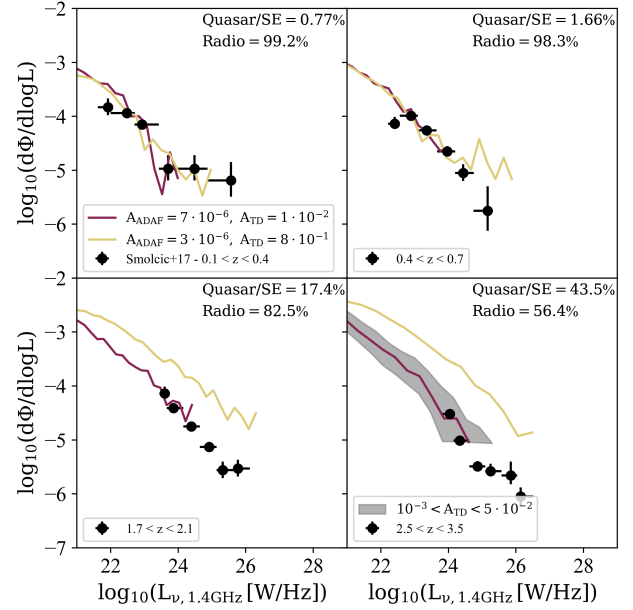 Quasar/SE = 0.77%
Radio = 99.2%
Quasar/SE = 1.66%
Radio = 98.3%
−2
−3
−4
−5
−6
log₁₀(dΦ/dlogL)
A_ADAF = 7 · 10⁻⁶, A_TD = 1 · 10⁻²
A_ADAF = 3 · 10⁻⁶, A_TD = 8 · 10⁻¹
Smolcic+17 - 0.1 < z < 0.4
0.4 < z < 0.7
Quasar/SE = 17.4%
Radio = 82.5%
Quasar/SE = 43.5%
Radio = 56.4%
−2
−3
−4
−5
−6
−7
log₁₀(dΦ/dlogL)
1.7 < z < 2.1
10⁻³ < A_TD < 5 · 10⁻²
2.5 < z < 3.5
22 24 26 28 22 24 26 28
log₁₀(L_ν, 1.4GHz [W/Hz]) log₁₀(L_ν, 1.4GHz [W/Hz])